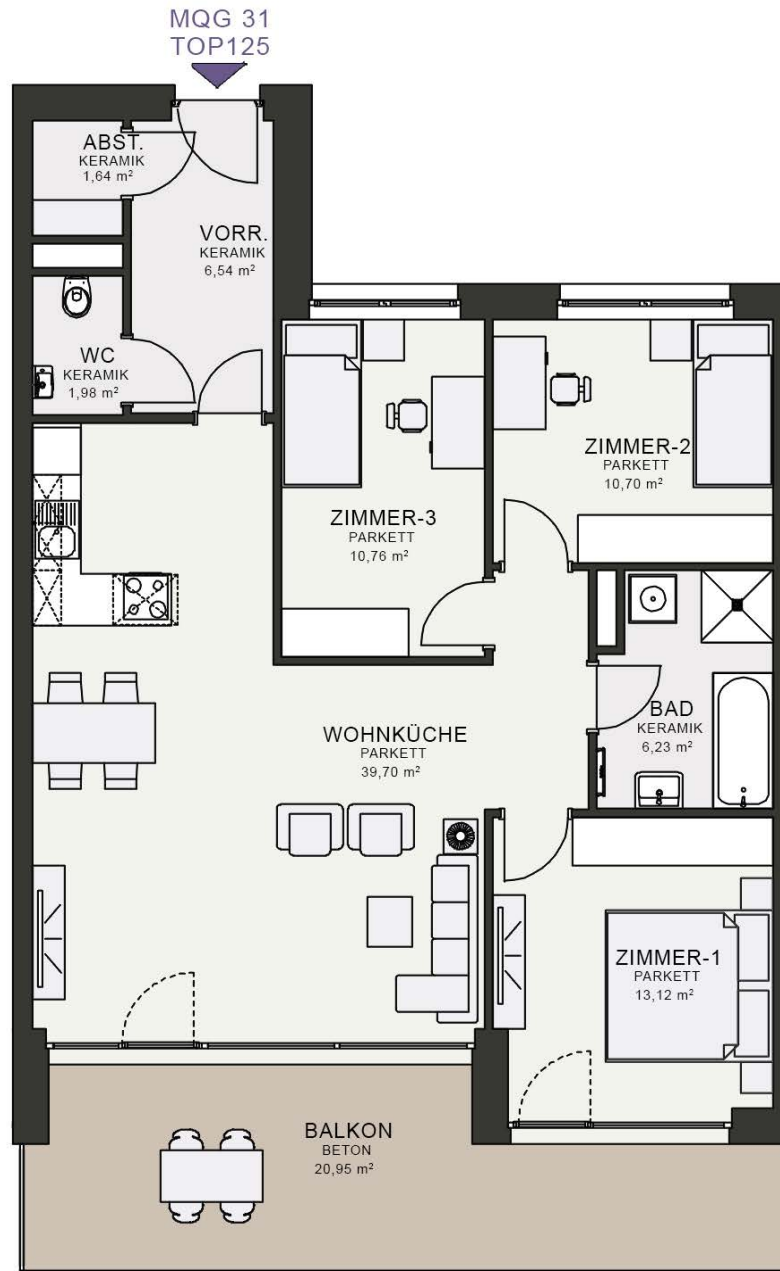 MQG 31
TOP125
ABST.
KERAMIK
1,64 m²
VORR.
KERAMIK
6,54 m²
WC
KERAMIK
1,98 m²
ZIMMER-2
PARKETT
10,70 m²
ZIMMER-3
PARKETT
10,76 m²
WOHNKÜCHE
PARKETT
39,70 m²
BAD
KERAMIK
6,23 m²
ZIMMER-1
PARKETT
13,12 m²
BALKON
BETON
20,95 m²